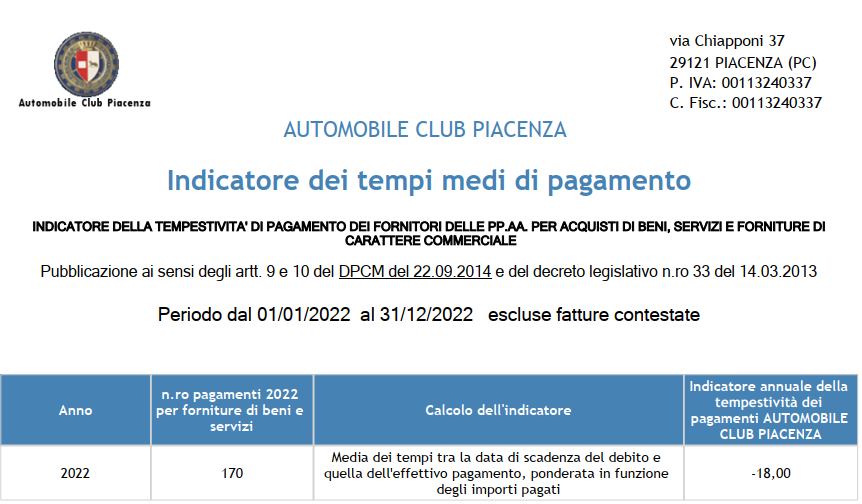 via Chiapponi 37
29121 PIACENZA (PC)
P. IVA: 00113240337
C. Fisc.: 00113240337
Automobile Club Piacenza
AUTOMOBILE CLUB PIACENZA
Indicatore dei tempi medi di pagamento
INDICATORE DELLA TEMPESTIVITA' DI PAGAMENTO DEI FORNITORI DELLE PP.AA. PER ACQUISTI DI BENI, SERVIZI E FORNITURE DI
CARATTERE COMMERCIALE
Pubblicazione ai sensi degli artt. 9 e 10 del DPCM del 22.09.2014 e del decreto legislativo n.ro 33 del 14.03.2013
Periodo dal 01/01/2022 al 31/12/2022 escluse fatture contestate
Anno
n.ro pagamenti 2022
per forniture di beni e
servizi
Calcolo dell'indicatore
Indicatore annuale della
tempestività dei
pagamenti AUTOMOBILE
CLUB PIACENZA
2022
170
Media dei tempi tra la data di scadenza del debito e
quella dell'effettivo pagamento, ponderata in funzione
degli importi pagati
-18,00